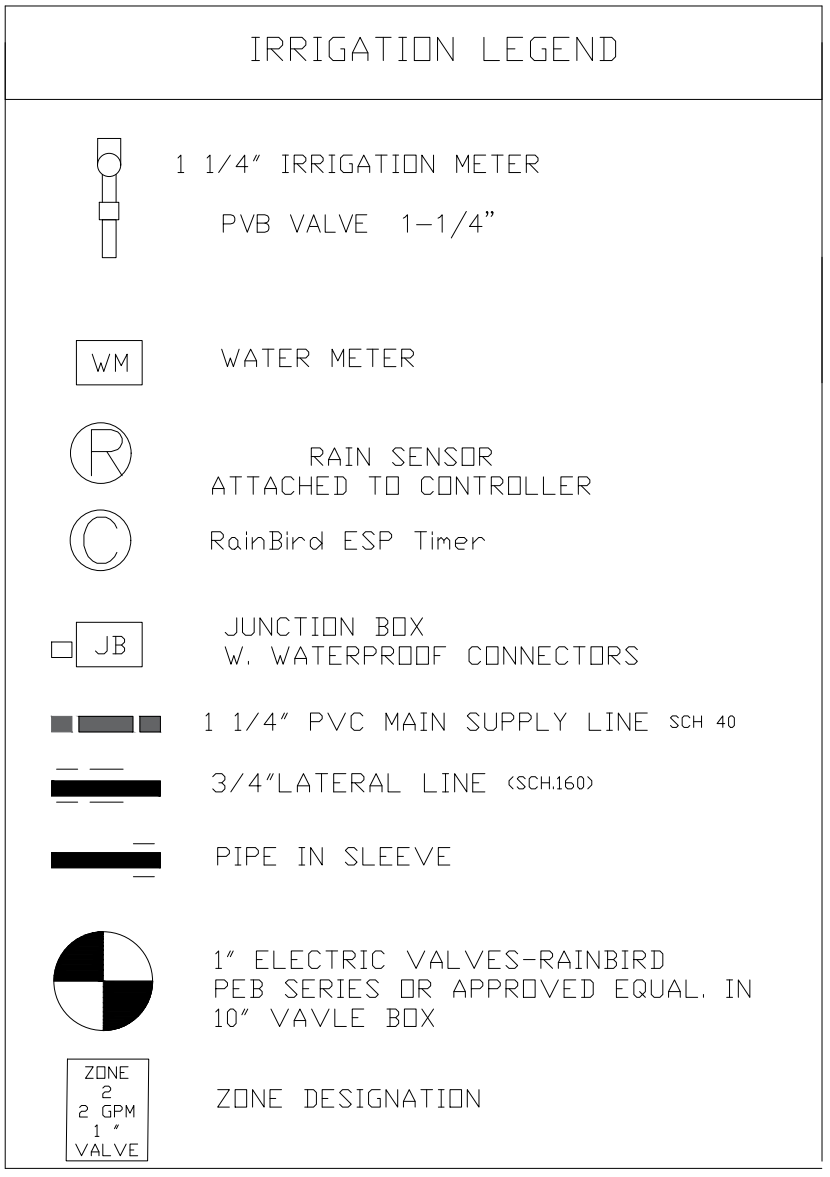 IRRIGATION LEGEND
1 1/4" IRRIGATION METER
PVB VALVE 1-1/4”
WM
WATER METER
R
RAIN SENSOR
ATTACHED TO CONTROLLER
C
RainBird ESP Timer
JB
JUNCTION BOX
W. WATERPROOF CONNECTORS
1 1/4" PVC MAIN SUPPLY LINE SCH 40
3/4"LATERAL LINE (SCH.160)
PIPE IN SLEEVE
1" ELECTRIC VALVES-RAINBIRD
PEB SERIES OR APPROVED EQUAL. IN
10" VAVLE BOX
ZONE
2
2 GPM
1 "
VALVE
ZONE DESIGNATION